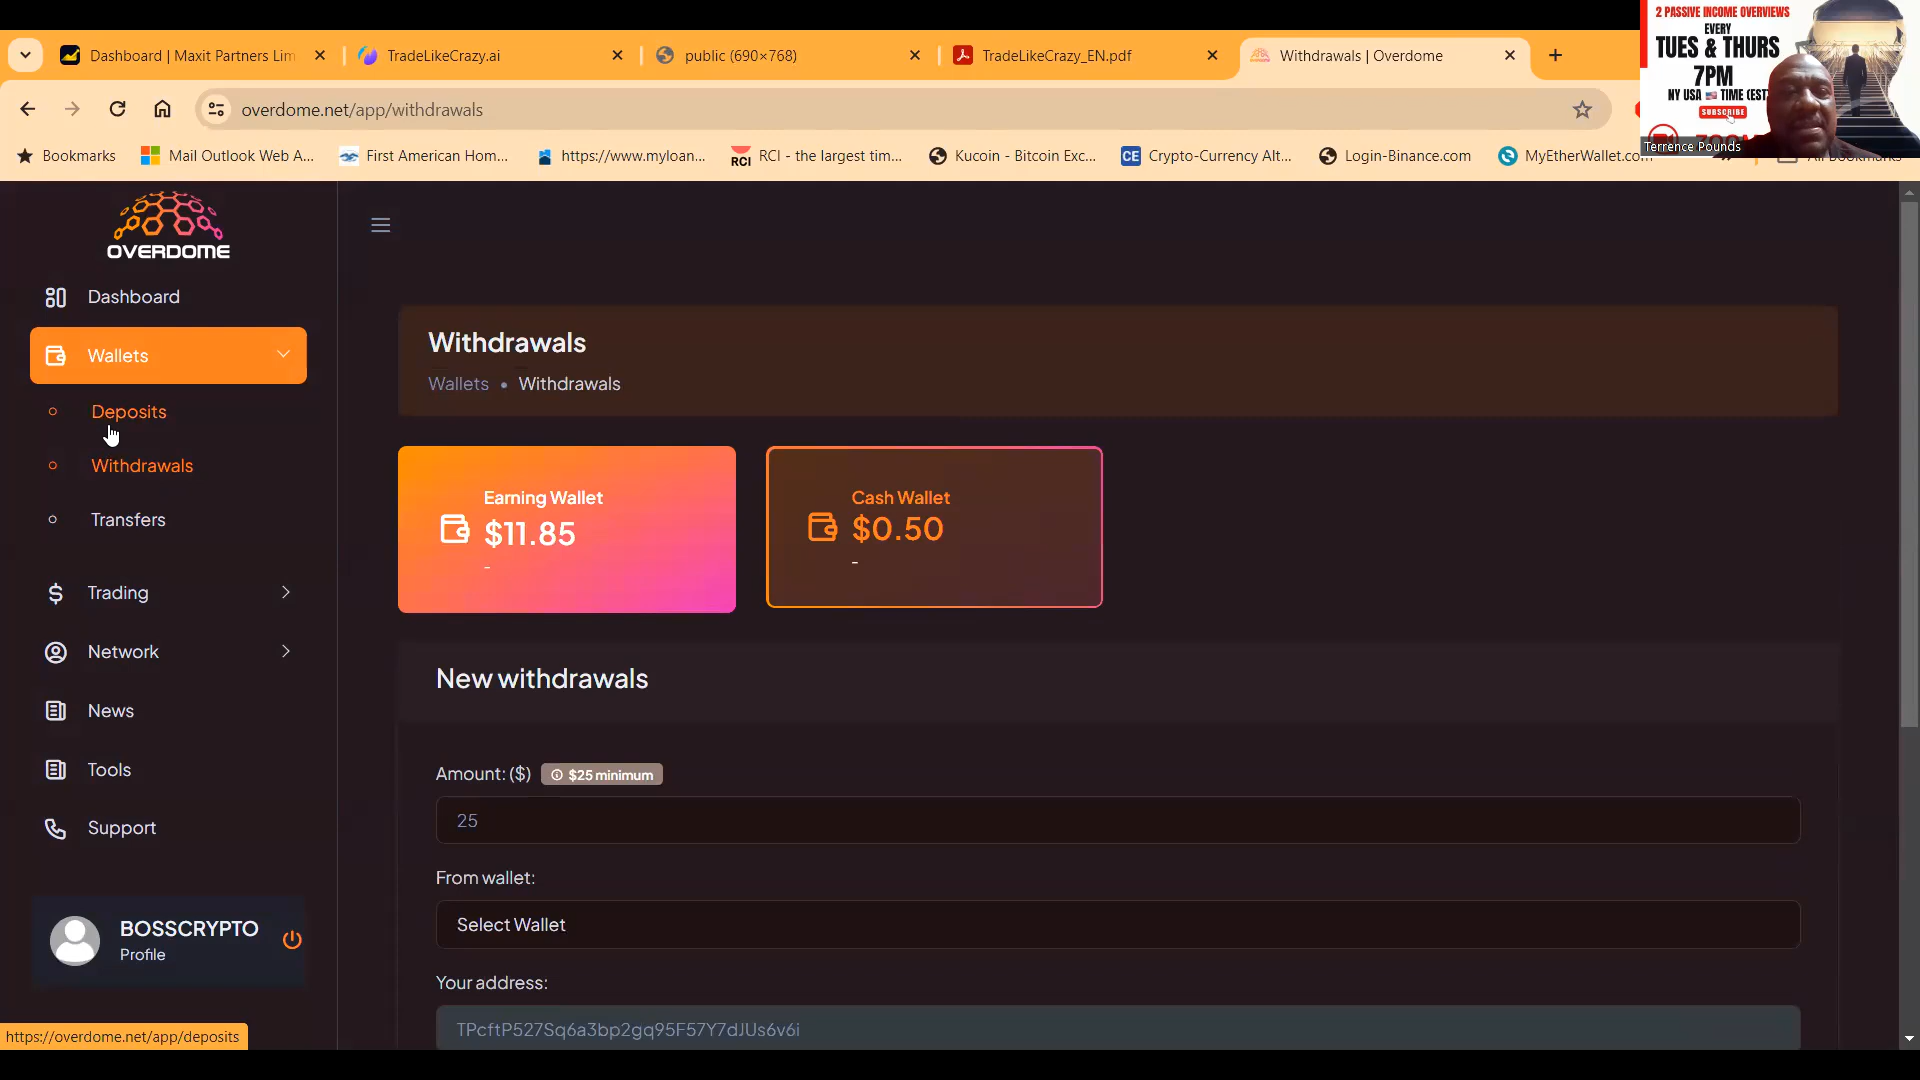 Dashboard | Maxit Partners Lim
TradeLikeCrazy.ai
public (690×768)
TradeLikeCrazy_EN.pdf
Withdrawals | Overdome
overdome.net/app/withdrawals
Bookmarks
Mail Outlook Web A...
First American Hom...
https://www.myloan...
RCI
RCI - the largest tim...
Kucoin - Bitcoin Exc...
CE
Crypto-Currency Alt...
Login-Binance.com
MyEtherWallet.com
All Bookmarks
2 PASSIVE INCOME OVERVIEWS
EVERY
TUES & THURS
7PM
NY USA TIME (EST
SUBSCRIBE
Terrence Pounds
OVERDOME
Dashboard
Wallets
Deposits
Withdrawals
Transfers
Trading
Network
News
Tools
Support
BOSSCRYPTO
Profile
https://overdome.net/app/deposits
Withdrawals
Wallets • Withdrawals
Earning Wallet
$11.85
-
Cash Wallet
$0.50
-
New withdrawals
Amount: ($) $25 minimum
25
From wallet:
Select Wallet
Your address:
TPcftP527Sq6a3bp2gq95F57Y7dJUs6v6i